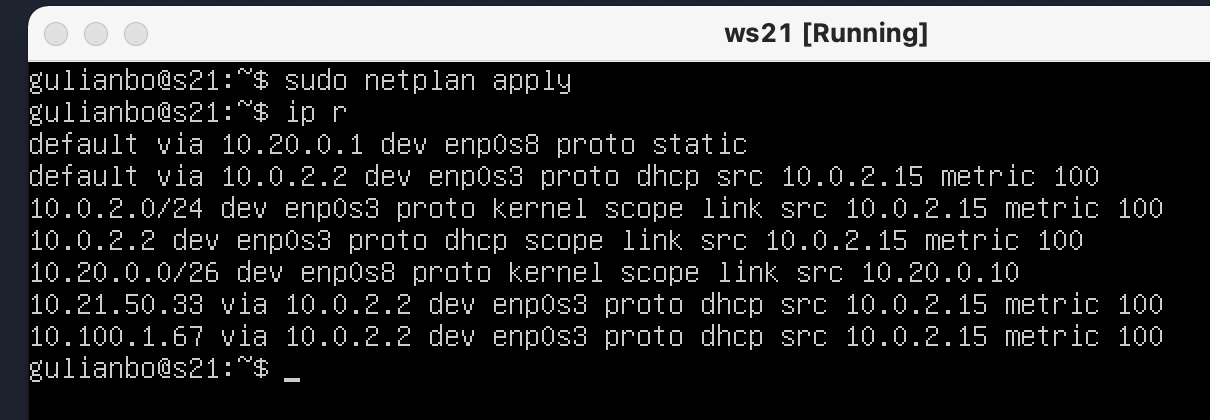 ws21 [Running]
gulianbo@s21:~$ sudo netplan apply
gulianbo@s21:~$ ip r
default via 10.20.0.1 dev enp0s8 proto static
default via 10.0.2.2 dev enp0s3 proto dhcp src 10.0.2.15 metric 100
10.0.2.0/24 dev enp0s3 proto kernel scope link src 10.0.2.15 metric 100
10.0.2.2 dev enp0s3 proto dhcp scope link src 10.0.2.15 metric 100
10.20.0.0/26 dev enp0s8 proto kernel scope link src 10.20.0.10
10.21.50.33 via 10.0.2.2 dev enp0s3 proto dhcp src 10.0.2.15 metric 100
10.100.1.67 via 10.0.2.2 dev enp0s3 proto dhcp src 10.0.2.15 metric 100
gulianbo@s21:~$ _